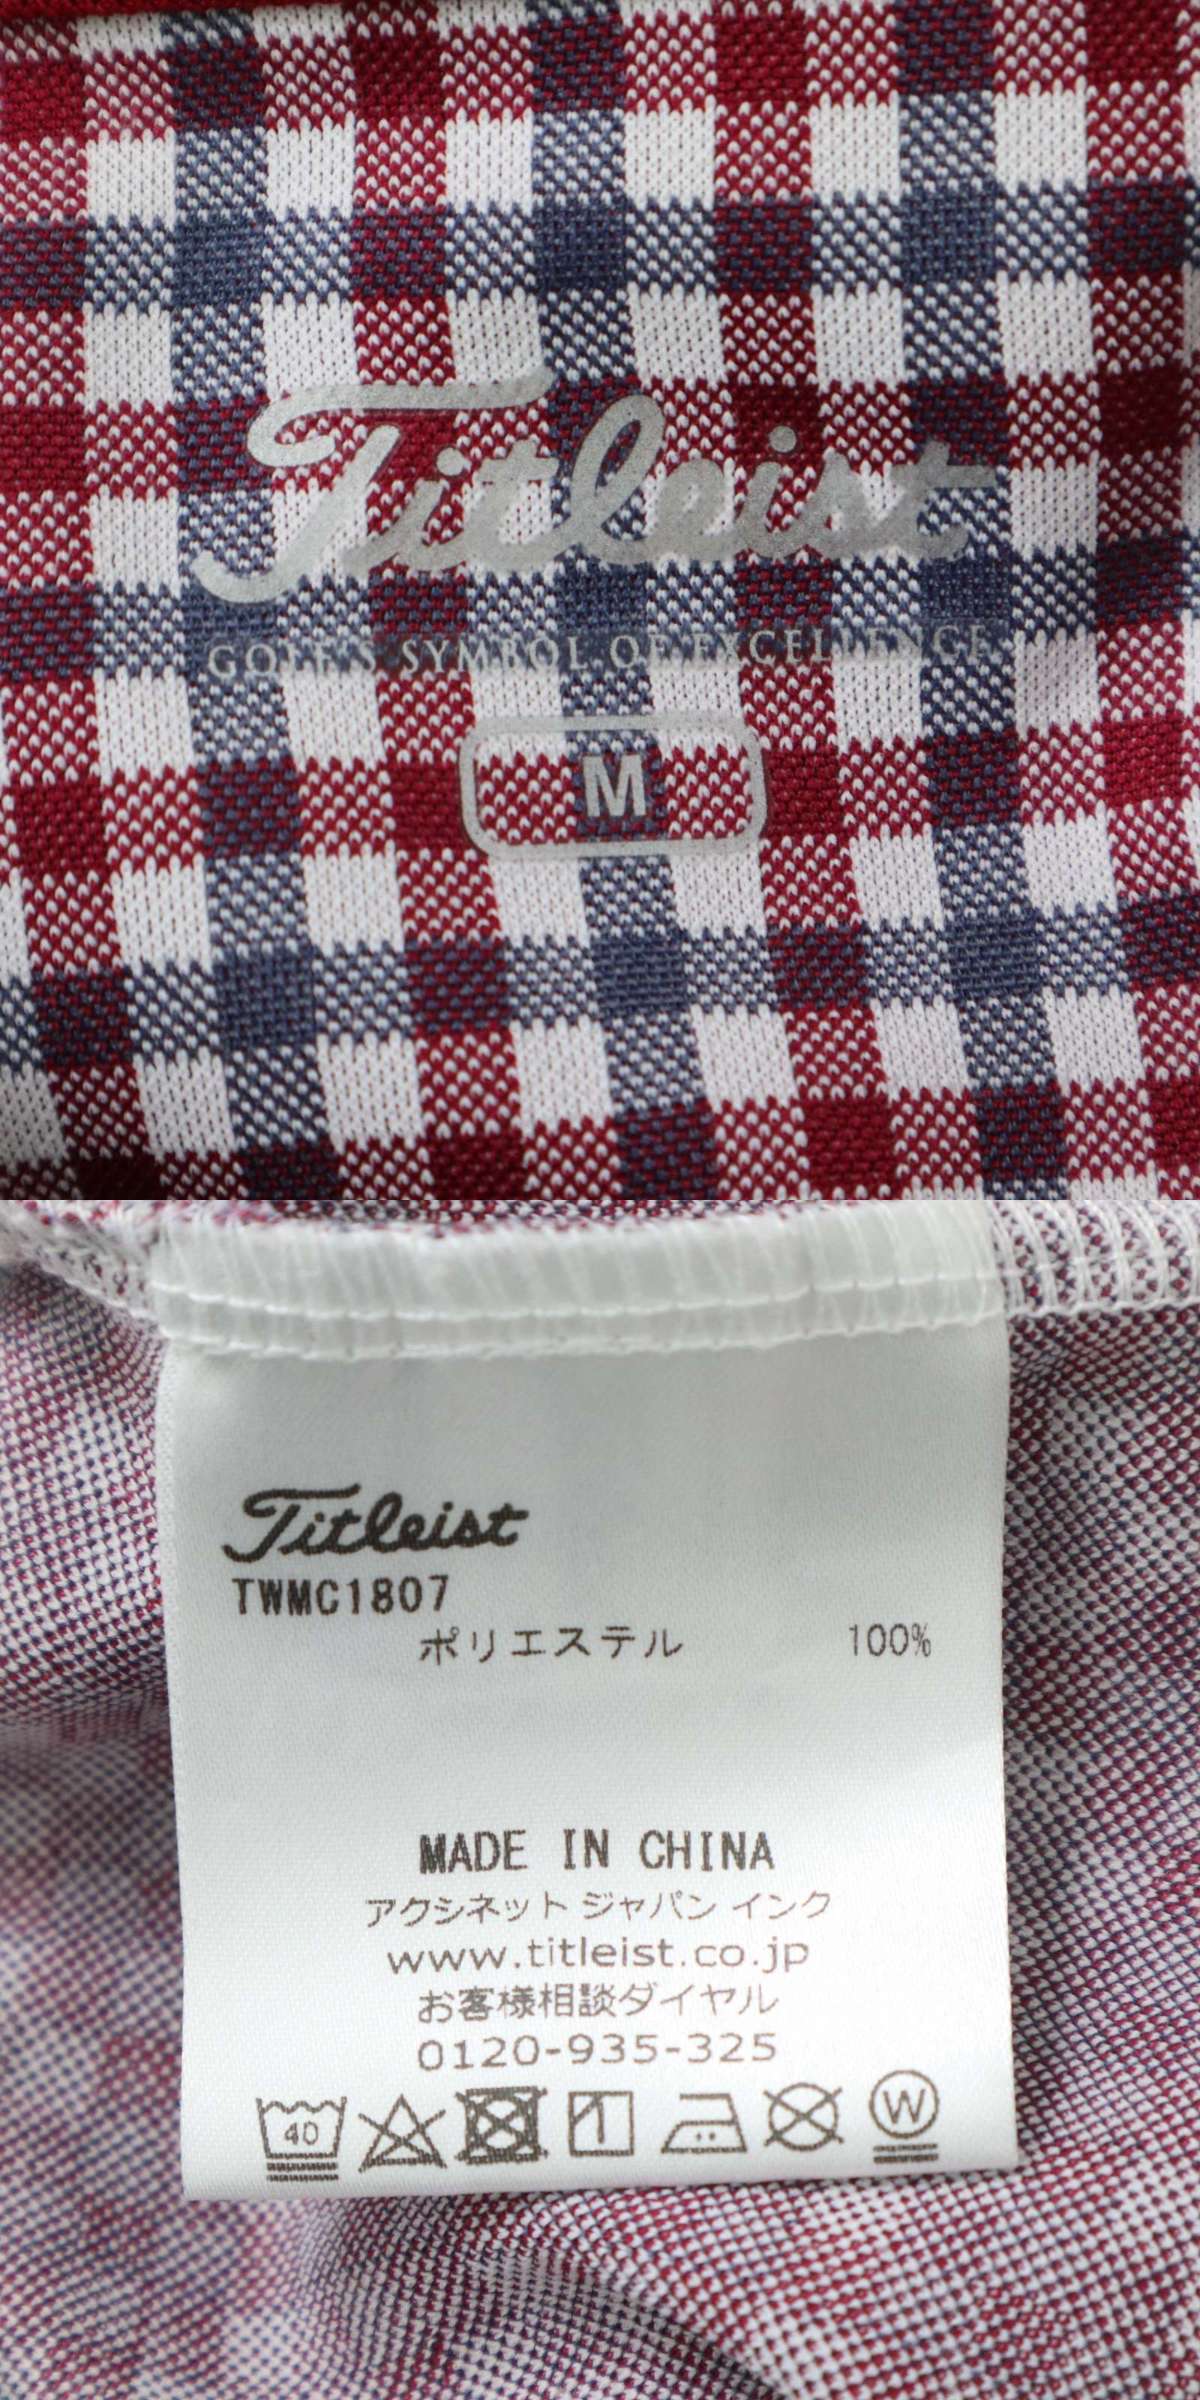 Titleist
GOLF'S SYMBOL OF EXCELLENCE
M
Titleist
TWMC1807
ポリエステル 100%
MADE IN CHINA
アクシネット ジャパン インク
www.titleist.co.jp
お客様相談ダイヤル
0120-935-325
40
W